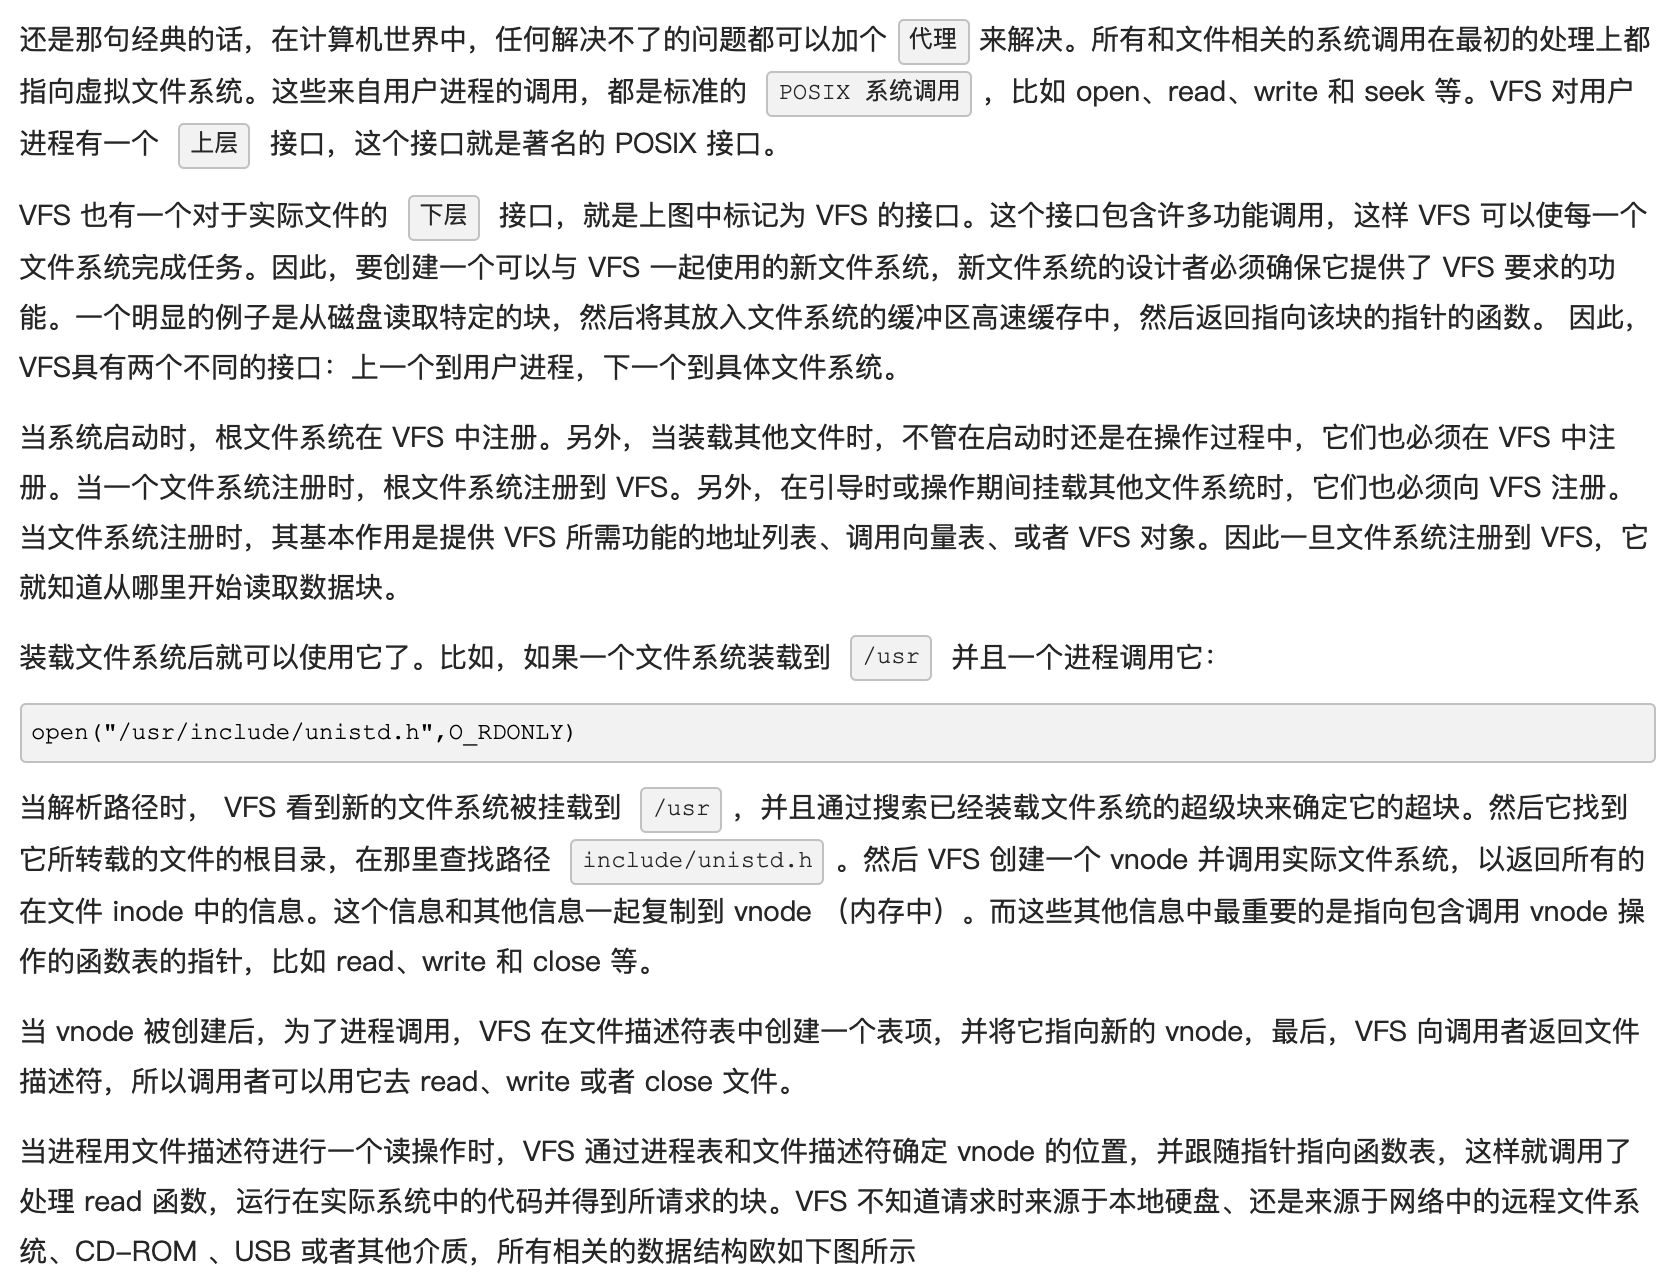 还是那句经典的话，在计算机世界中，任何解决不了的问题都可以加个 代理 来解决。所有和文件相关的系统调用在最初的处理上都
指向虚拟文件系统。这些来自用户进程的调用，都是标准的 POSIX 系统调用 ，比如 open、read、write 和 seek 等。VFS 对用户
进程有一个 上层 接口，这个接口就是著名的 POSIX 接口。
VFS 也有一个对于实际文件的 下层 接口，就是上图中标记为 VFS 的接口。这个接口包含许多功能调用，这样 VFS 可以使每一个
文件系统完成任务。因此，要创建一个可以与 VFS 一起使用的新文件系统，新文件系统的设计者必须确保它提供了 VFS 要求的功
能。一个明显的例子是从磁盘读取特定的块，然后将其放入文件系统的缓冲区高速缓存中，然后返回指向该块的指针的函数。 因此，
VFS具有两个不同的接口：上一个到用户进程，下一个到具体文件系统。
当系统启动时，根文件系统在 VFS 中注册。另外，当装载其他文件时，不管在启动时还是在操作过程中，它们也必须在 VFS 中注
册。当一个文件系统注册时，根文件系统注册到 VFS。另外，在引导时或操作期间挂载其他文件系统时，它们也必须向 VFS 注册。
当文件系统注册时，其基本作用是提供 VFS 所需功能的地址列表、调用向量表、或者 VFS 对象。因此一旦文件系统注册到 VFS，它
就知道从哪里开始读取数据块。
装载文件系统后就可以使用它了。比如，如果一个文件系统装载到 /usr 并且一个进程调用它：
open("/usr/include/unistd.h",O_RDONLY)
当解析路径时， VFS 看到新的文件系统被挂载到 /usr ，并且通过搜索已经装载文件系统的超级块来确定它的超块。然后它找到
它所转载的文件的根目录，在那里查找路径 include/unistd.h 。然后 VFS 创建一个 vnode 并调用实际文件系统，以返回所有的
在文件 inode 中的信息。这个信息和其他信息一起复制到 vnode （内存中）。而这些其他信息中最重要的是指向包含调用 vnode 操
作的函数表的指针，比如 read、write 和 close 等。
当 vnode 被创建后，为了进程调用，VFS 在文件描述符表中创建一个表项，并将它指向新的 vnode，最后，VFS 向调用者返回文件
描述符，所以调用者可以用它去 read、write 或者 close 文件。
当进程用文件描述符进行一个读操作时，VFS 通过进程表和文件描述符确定 vnode 的位置，并跟随指针指向函数表，这样就调用了
处理 read 函数，运行在实际系统中的代码并得到所请求的块。VFS 不知道请求时来源于本地硬盘、还是来源于网络中的远程文件系
统、CD-ROM 、USB 或者其他介质，所有相关的数据结构欧如下图所示